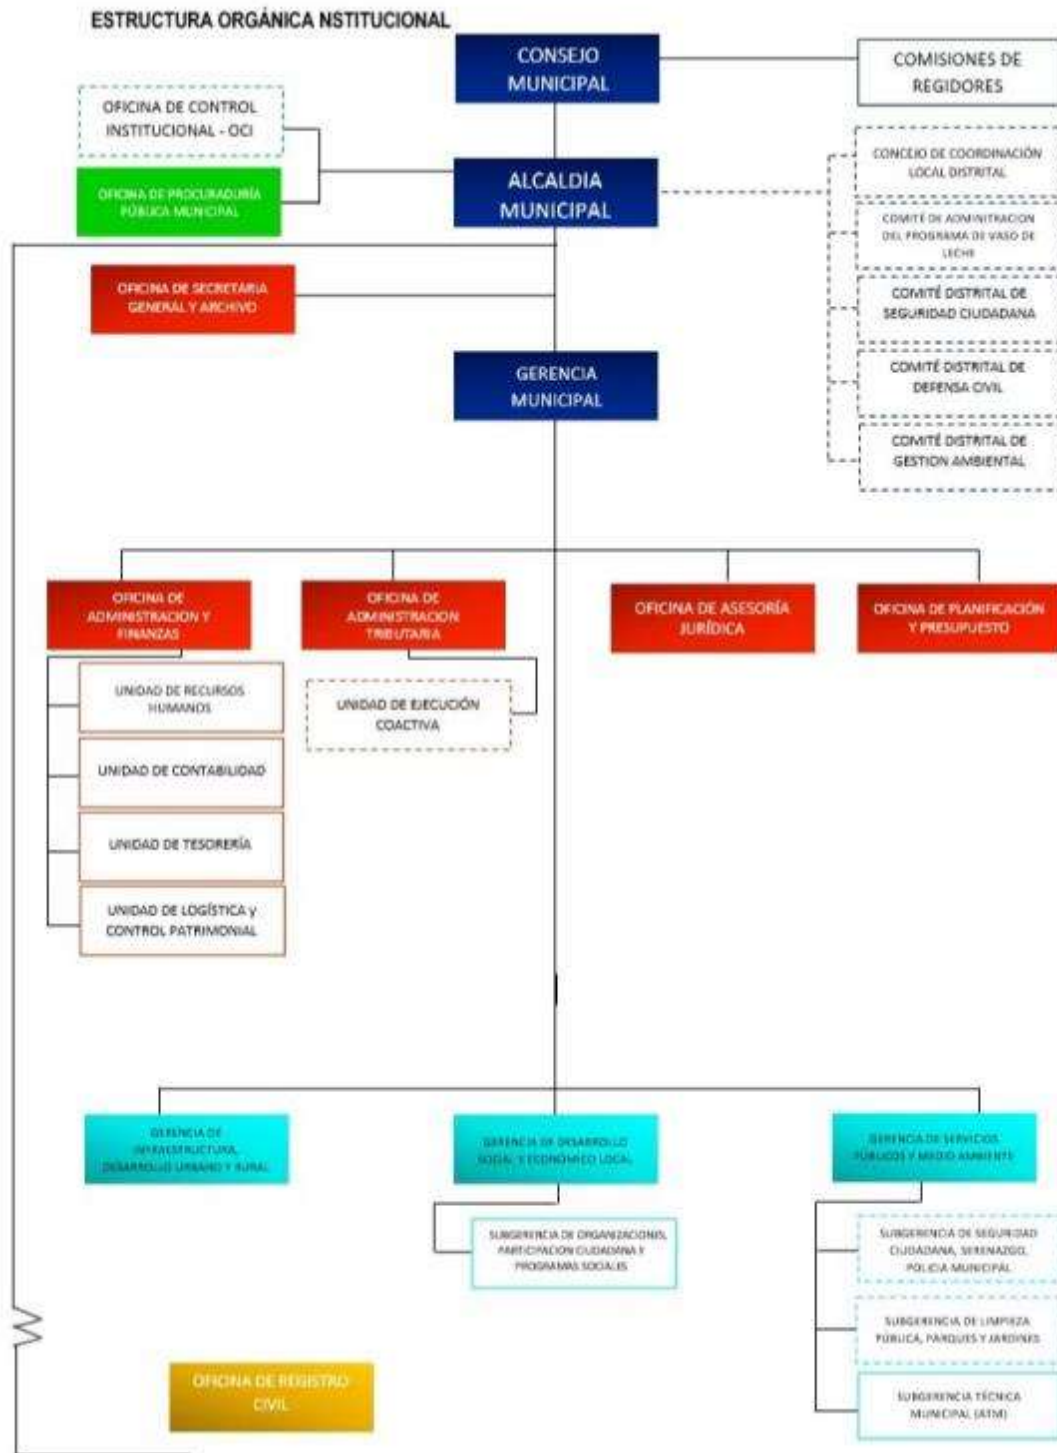 ESTRUCTURA ORGÁNICA NSTITUCIONAL
CONSEJO
MUNICIPAL
COMISIONES DE
REGIDORES
OFICINA DE CONTROL
INSTITUCIONAL - OCI
OFICINA DE PROCURADURÍA
PÚBLICA MUNICIPAL
ALCALDIA
MUNICIPAL
CONCEJO DE COORDINACIÓN
LOCAL DISTRITAL
COMITÉ DE ADMINITRACION
DEL PROGRAMA DE VASO DE
LECHE
OFICINA DE SECRETARIA
GENERAL Y ARCHIVO
COMITÉ DISTRITAL DE
SEGURIDAD CIUDADANA
GERENCIA
MUNICIPAL
COMITÉ DISTRITAL DE
DEFENSA CIVIL
COMITÉ DISTRITAL DE
GESTION AMBIENTAL
OFICINA DE
ADMINISTRACION Y
FINANZAS
OFICINA DE
ADMINISTRACION
TRIBUTARIA
OFICINA DE ASESORÍA
JURÍDICA
OFICINA DE PLANIFICACIÓN
Y PRESUPUESTO
UNIDAD DE RECURSOS
HUMANOS
UNIDAD DE EJECUCIÓN
COACTIVA
UNIDAD DE CONTABILIDAD
UNIDAD DE TESORERÍA
UNIDAD DE LOGÍSTICA y
CONTROL PATRIMONIAL
GERENCIA DE
INFRAESTRUCTURA,
DESARROLLO URBANO Y RURAL
GERENCIA DE DESARROLLO
SOCIAL Y ECONÓMICO LOCAL
GERENCIA DE SERVICIOS
PÚBLICOS Y MEDIO AMBIENTE
SUBGERENCIA DE ORGANIZACIONES,
PARTICIPACION CIUDADANA Y
PROGRAMAS SOCIALES
SUBGERENCIA DE SEGURIDAD
CIUDADANA, SERENAZGO,
POLICIA MUNICIPAL
SUBGERENCIA DE LIMPIEZA
PÚBLICA, PARQUES Y JARDINES
OFICINA DE REGISTRO
CIVIL
SUBGERENCIA TÉCNICA
MUNICIPAL (ATM)